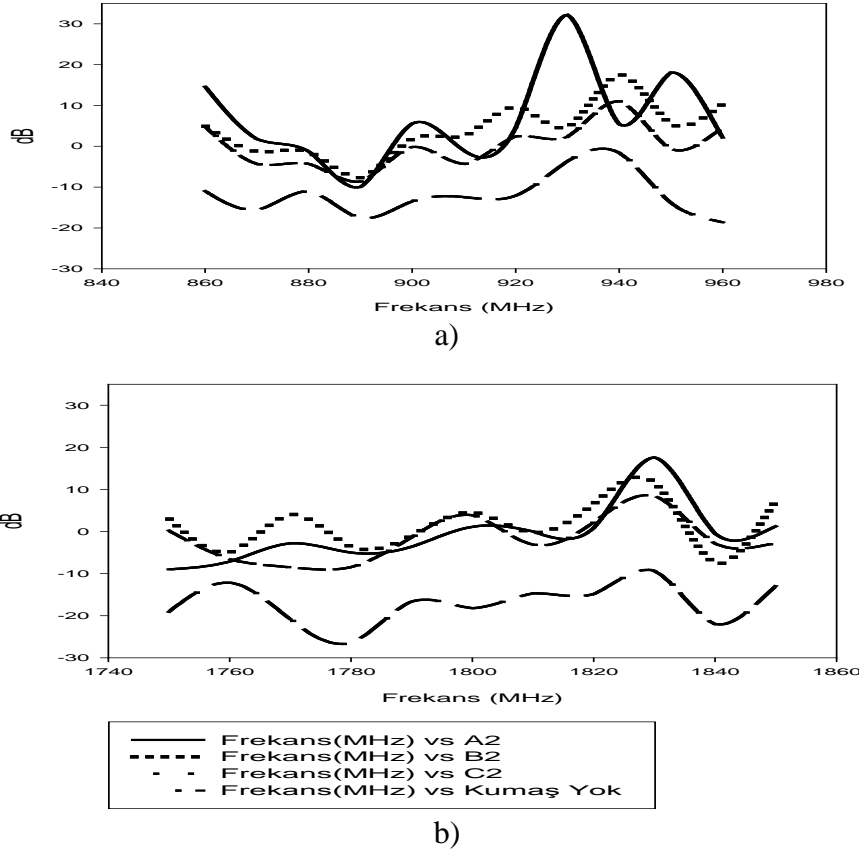 30
20
10
0
-10
-20
-30
dB
840 860 880 900 920 940 960 980
Frekans (MHz)
a)
30
20
10
0
-10
-20
-30
dB
1740 1760 1780 1800 1820 1840 1860
Frekans (MHz)
Frekans(MHz) vs A2
Frekans(MHz) vs B2
Frekans(MHz) vs C2
Frekans(MHz) vs Kumaş Yok
b)